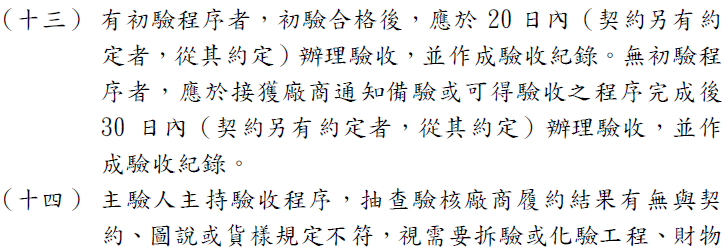 （十三） 有初驗程序者，初驗合格後，應於 20 日內（契約另有約
定者，從其約定）辦理驗收，並作成驗收紀錄。無初驗程
序者，應於接獲廠商通知備驗或可得驗收之程序完成後
30 日內（契約另有約定者，從其約定）辦理驗收，並作
成驗收紀錄。
（十四） 主驗人主持驗收程序，抽查驗核廠商履約結果有無與契
約、圖說或貨樣規定不符，視需要拆驗或化驗工程、財物